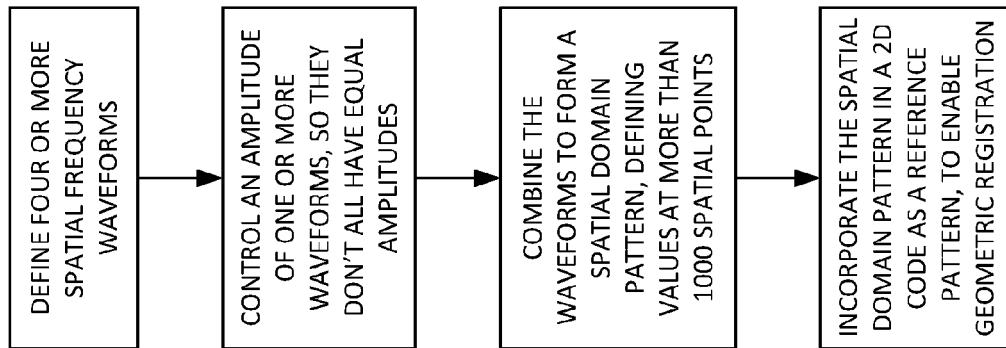 DEFINE FOUR OR MORE
SPATIAL FREQUENCY
WAVEFORMS
CONTROL AN AMPLITUDE
OF ONE OR MORE
WAVEFORMS, SO THEY
DON'T ALL HAVE EQUAL
AMPLITUDES
COMBINE THE
WAVEFORMS TO FORM A
SPATIAL DOMAIN
PATTERN, DEFINING
VALUES AT MORE THAN
1000 SPATIAL POINTS
INCORPORATE THE SPATIAL
DOMAIN PATTERN IN A 2D
CODE AS A REFERENCE
PATTERN, TO ENABLE
GEOMETRIC REGISTRATION